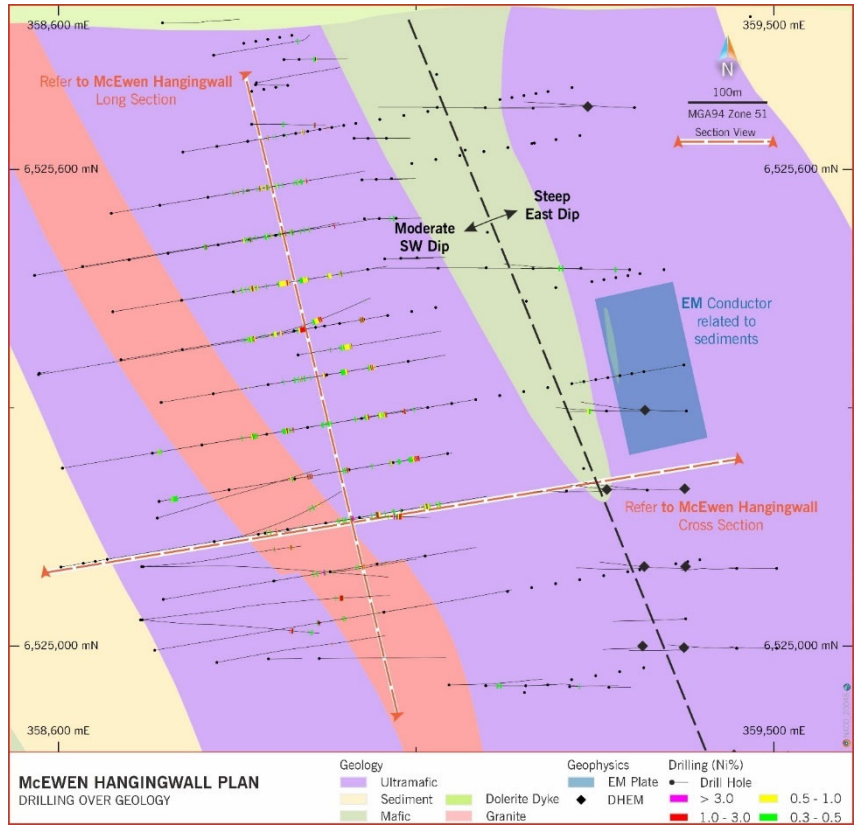 358,600 mE
359,500 mE
Refer to McEwen Hangingwall
Long Section
N
100m
MGA94 Zone 51
Section View
6,525,600 mN
6,525,600 mN
Steep
East Dip
Moderate
SW Dip
EM Conductor
related to
sediments
Refer to McEwen Hangingwall
Cross Section
6,525,000 mN
6,525,000 mN
358,600 mE
359,500 mE
McEWEN HANGINGWALL PLAN
DRILLING OVER GEOLOGY
Geology
Ultramafic
Sediment
Mafic
Dolerite Dyke
Granite
Geophysics
EM Plate
DHEM
Drilling (Ni%)
Drill Hole
> 3.0
1.0 - 3.0
0.5 - 1.0
0.3 - 0.5